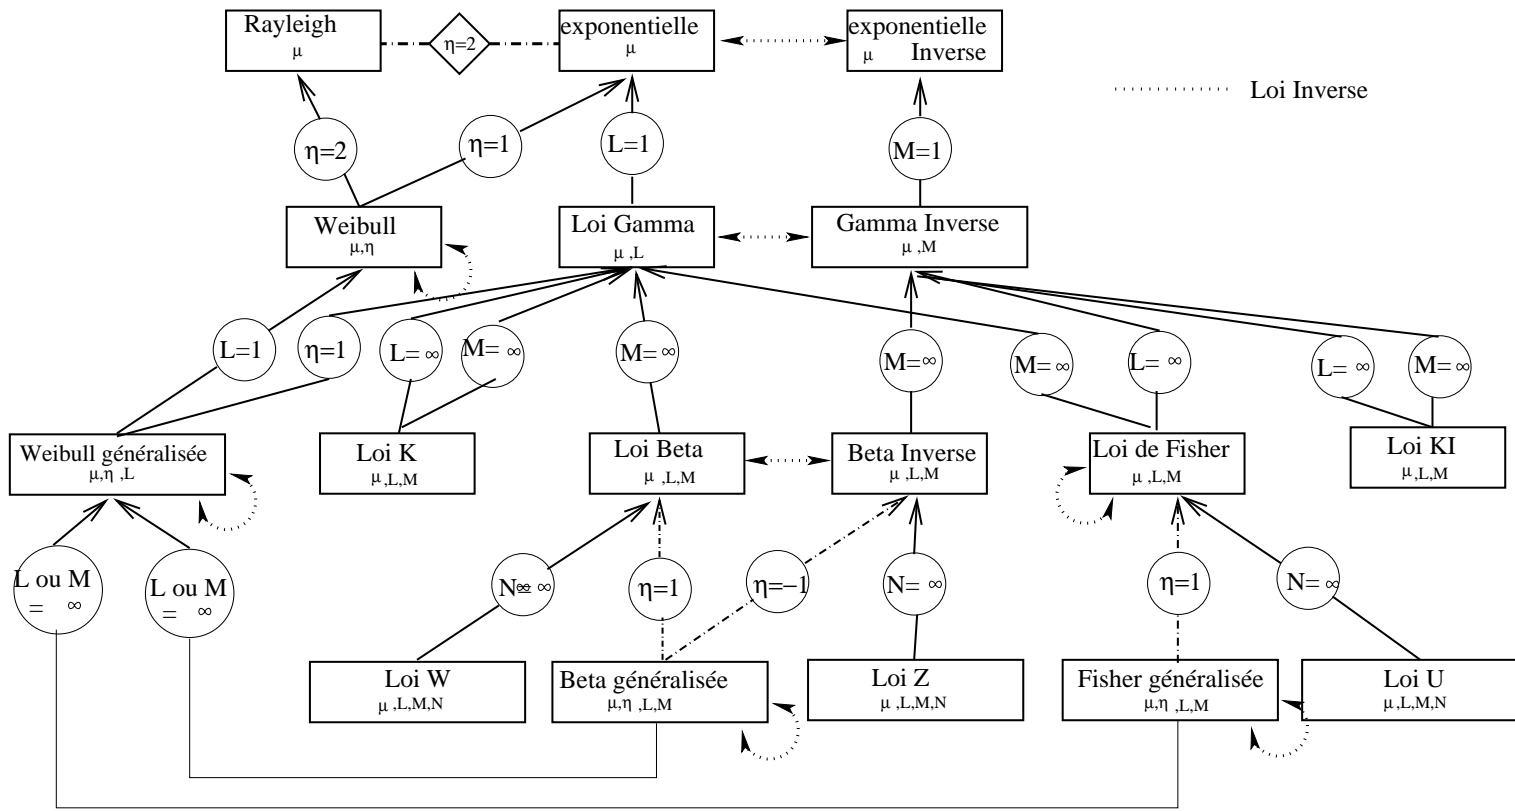 Rayleigh
μ
η=2
exponentielle
μ
exponentielle
μ Inverse
Loi Inverse
η=2
η=1
L=1
M=1
Weibull
μ,η
Loi Gamma
μ ,L
Gamma Inverse
μ ,M
L=1
η=1
L= ∞
M= ∞
M= ∞
M= ∞
M= ∞
L= ∞
L= ∞
M= ∞
Weibull généralisée
μ,η ,L
Loi K
μ ,L,M
Loi Beta
μ ,L,M
Beta Inverse
μ ,L,M
Loi de Fisher
μ ,L,M
Loi KI
μ ,L,M
L ou M
= ∞
L ou M
= ∞
N= ∞
η=1
η=−1
N= ∞
η=1
N= ∞
Loi W
μ ,L,M,N
Beta généralisée
μ,η ,L,M
Loi Z
μ ,L,M,N
Fisher généralisée
μ,η ,L,M
Loi U
μ ,L,M,N